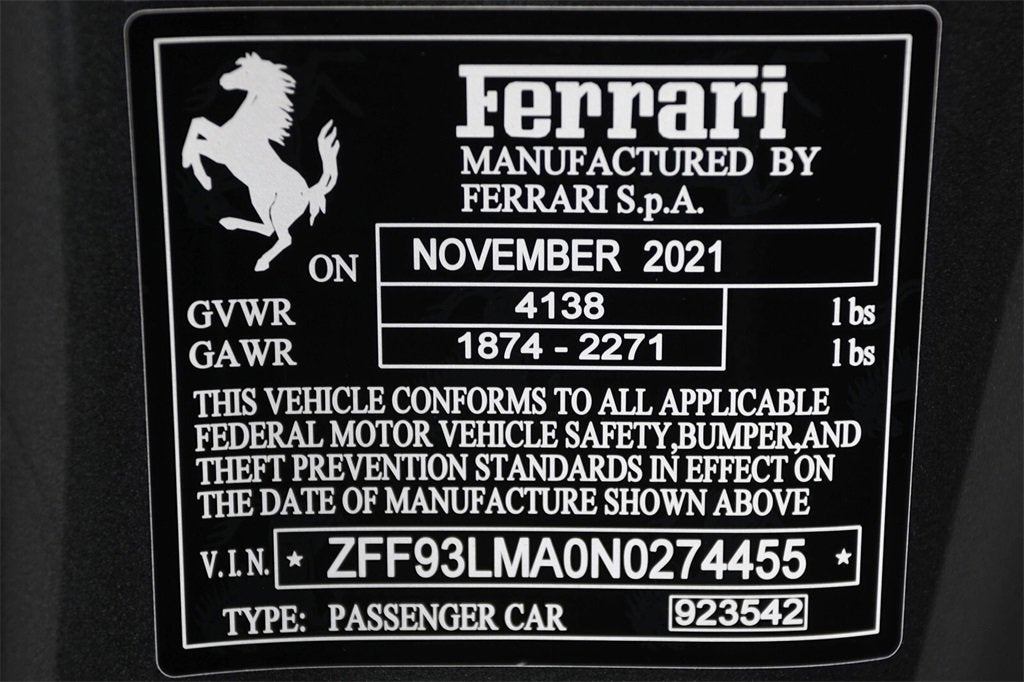 Ferrari
MANUFACTURED BY
FERRARI S.p.A.
ON NOVEMBER 2021
GVWR 4138 lbs
GAWR 1874 - 2271 lbs
THIS VEHICLE CONFORMS TO ALL APPLICABLE
FEDERAL MOTOR VEHICLE SAFETY,BUMPER,AND
THEFT PREVENTION STANDARDS IN EFFECT ON
THE DATE OF MANUFACTURE SHOWN ABOVE
V.I.N. * ZFF93LMA0N0274455 *
TYPE: PASSENGER CAR 923542